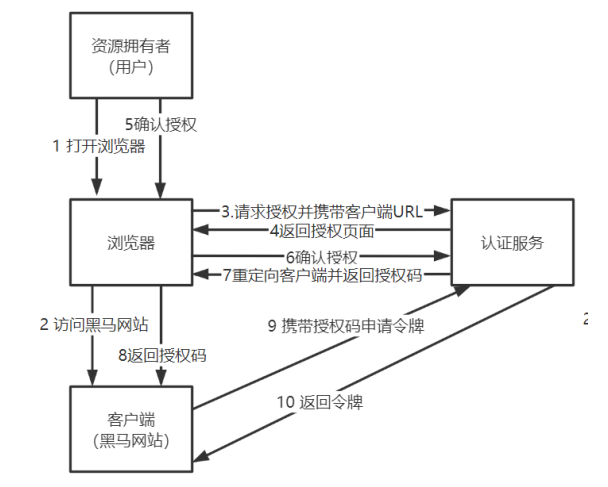 资源拥有者
（用户）
5确认授权
1 打开浏览器
3.请求授权并携带客户端URL
4返回授权页面
浏览器
认证服务
6确认授权
7重定向客户端并返回授权码
2 访问黑马网站
9 携带授权码申请令牌
8返回授权码
10 返回令牌
客户端
（黑马网站）